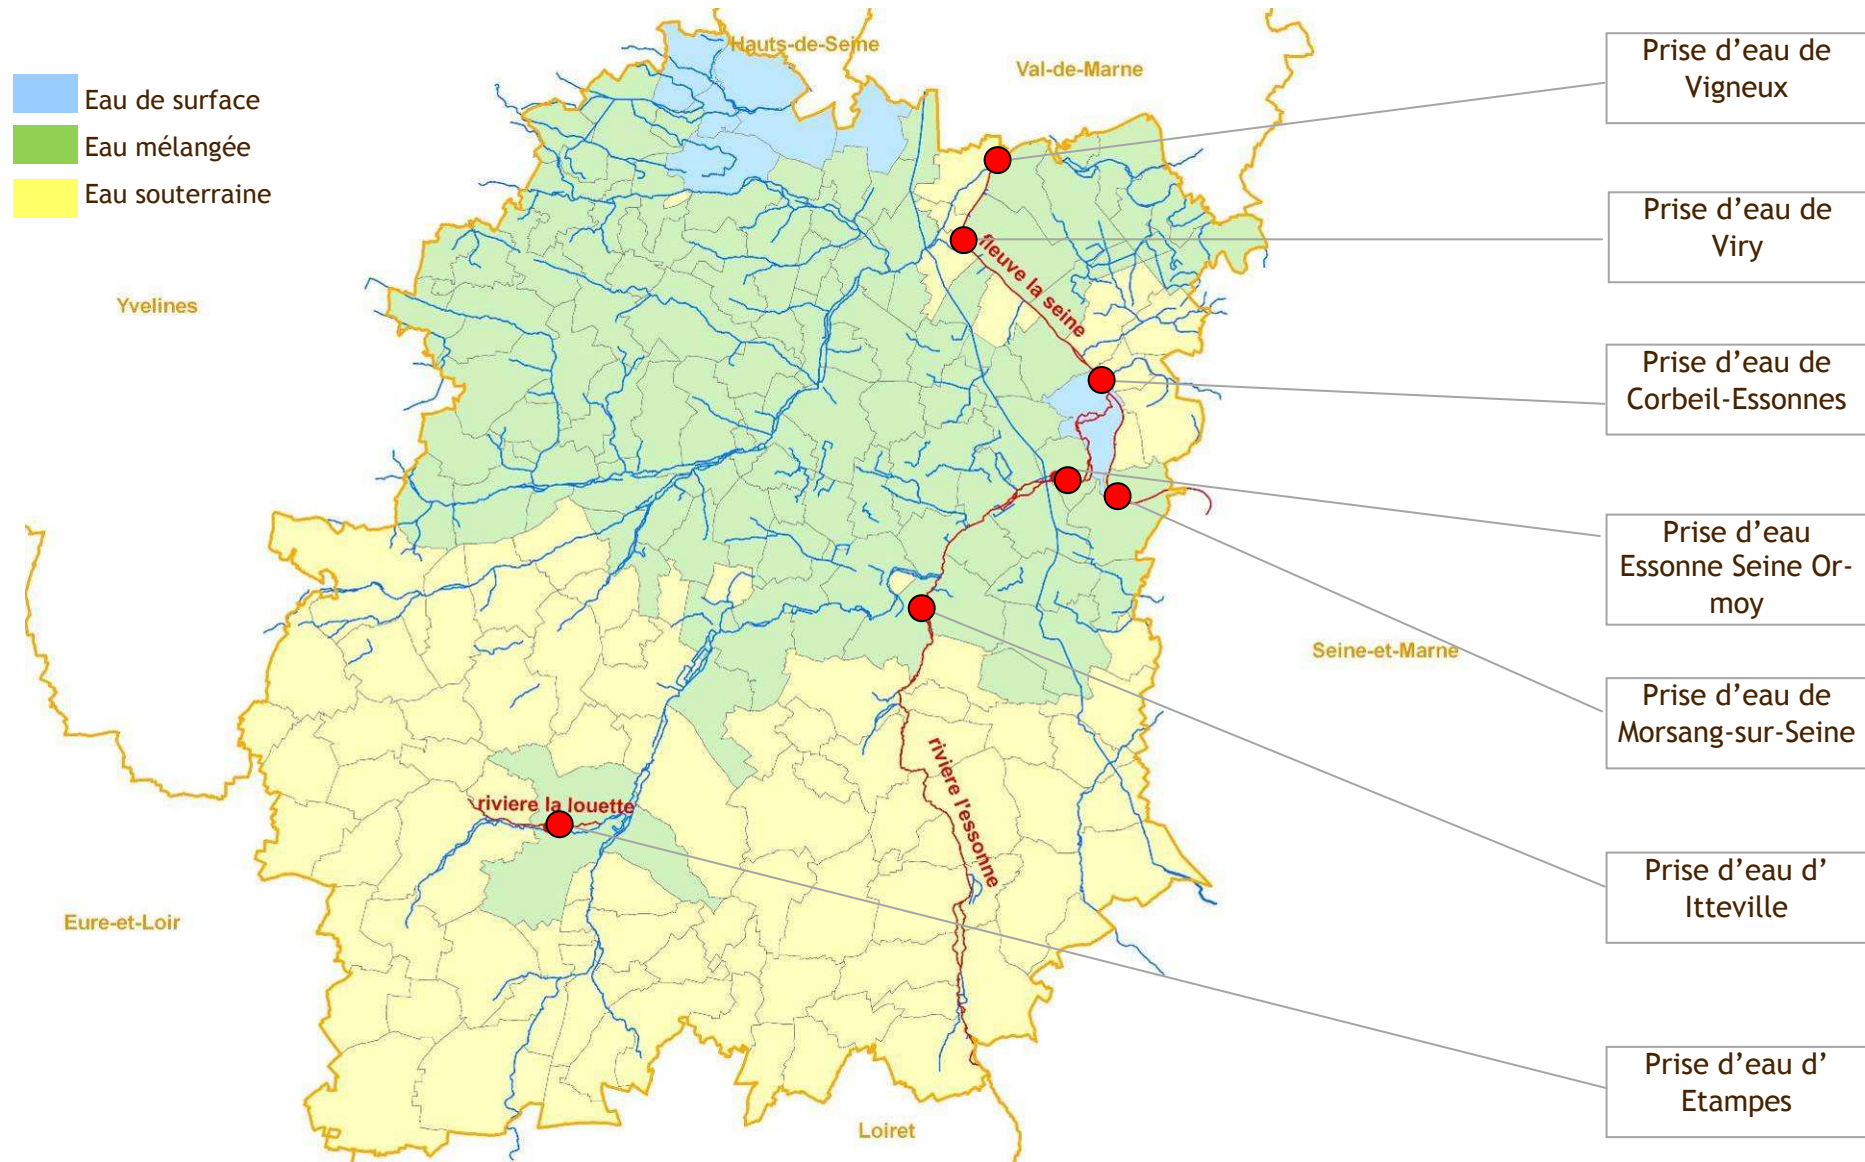 Hauts-de-Seine
Val-de-Marne
Eau de surface
Eau mélangée
Eau souterraine
Yvelines
fleuve la seine
Seine-et-Marne
riviere la louette
riviere l'essonne
Eure-et-Loir
Loiret
Prise d'eau de
Vigneux
Prise d'eau de
Viry
Prise d'eau de
Corbeil-Essonnes
Prise d'eau
Essonne Seine Or-
moy
Prise d'eau de
Morsang-sur-Seine
Prise d'eau d'
Itteville
Prise d'eau d'
Etampes